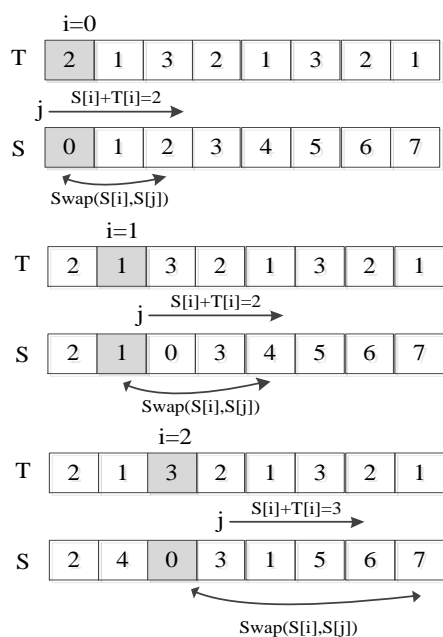 i=0
T 2 1 3 2 1 3 2 1
j S[i]+T[i]=2
S 0 1 2 3 4 5 6 7
Swap(S[i],S[j])
i=1
T 2 1 3 2 1 3 2 1
j S[i]+T[i]=2
S 2 1 0 3 4 5 6 7
Swap(S[i],S[j])
i=2
T 2 1 3 2 1 3 2 1
j S[i]+T[i]=3
S 2 4 0 3 1 5 6 7
Swap(S[i],S[j])